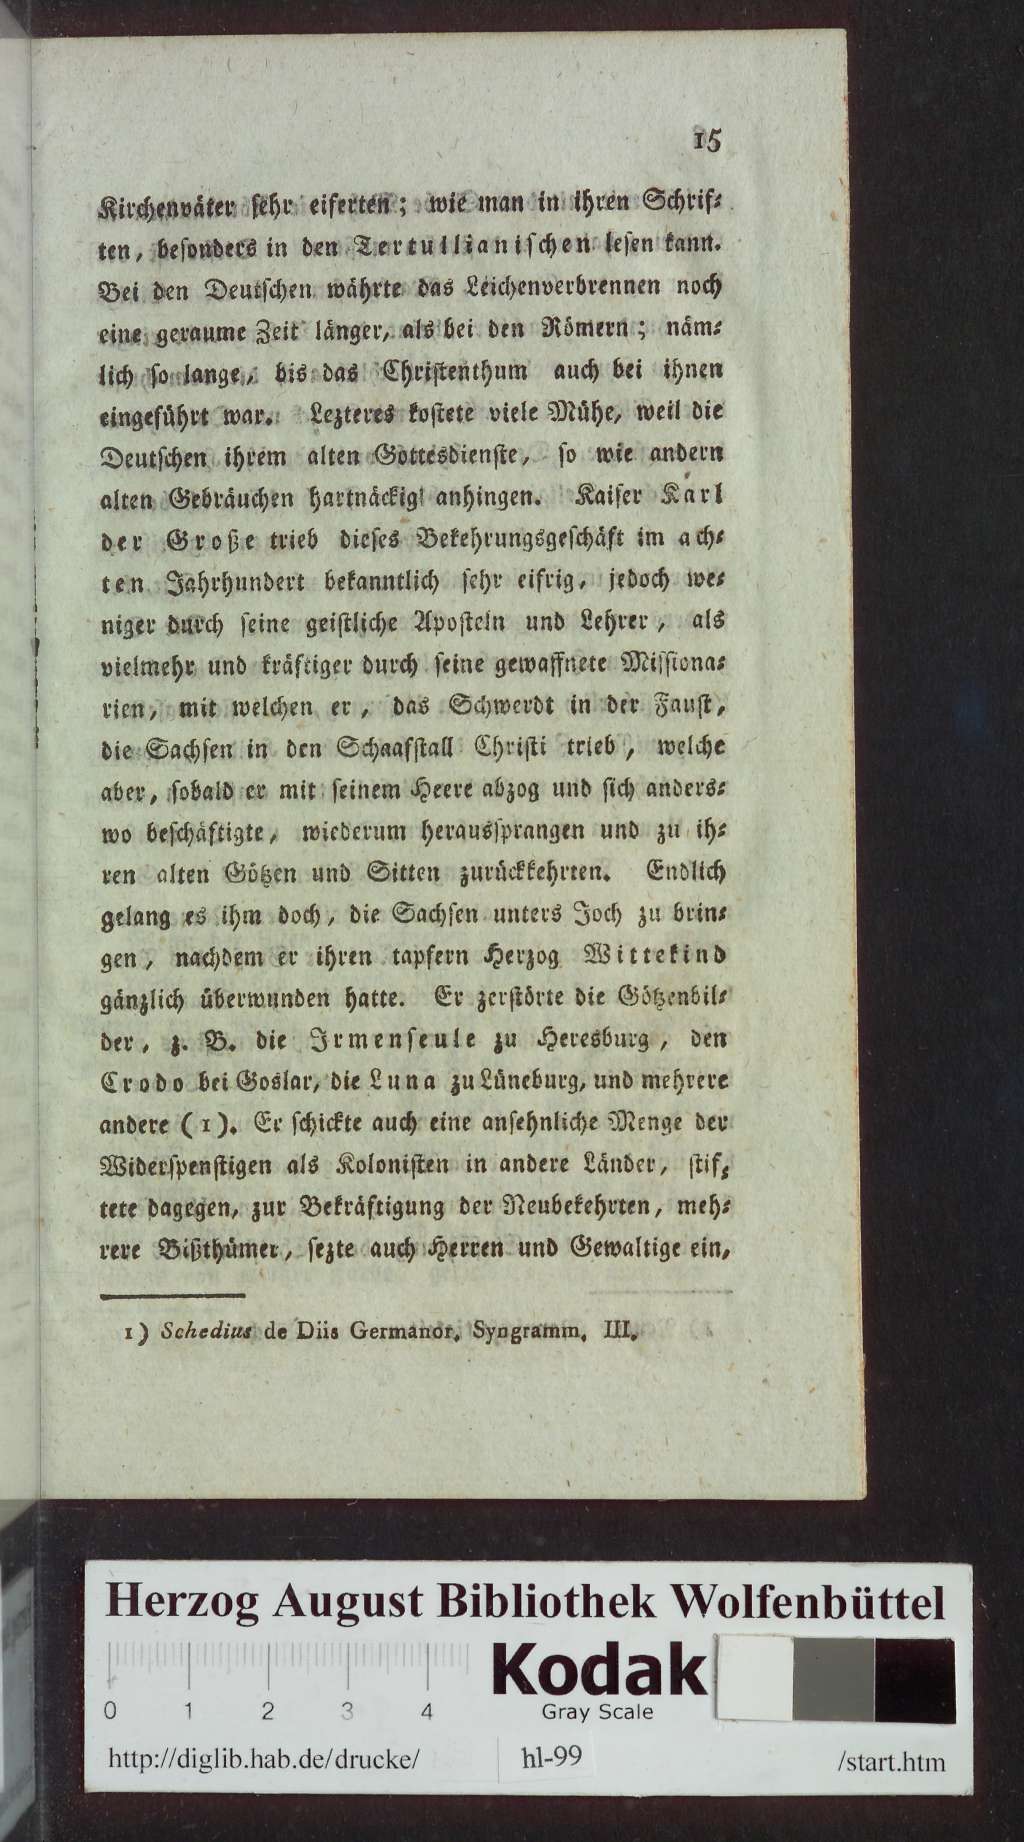 15
Kirchenväter sehr eiferten; wie man in ihren Schrif⸗
ten, besonders in den Tertullianischen lesen kann.
Bei den Deutschen währte das Leichenverbrennen noch
eine geraume Zeit länger, als bei den Römern; näm⸗
lich so lange, bis das Christenthum auch bei ihnen
eingeführt war. Lezteres kostete viele Mühe, weil die
Deutschen ihrem alten Gottesdienste, so wie andern
alten Gebräuchen hartnäckig anhingen. Kaiser Karl
der Große trieb dieses Bekehrungsgeschäft im ach⸗
ten Jahrhundert bekanntlich sehr eifrig, jedoch we⸗
niger durch seine geistliche Aposteln und Lehrer, als
vielmehr und kräftiger durch seine gewaffnete Missiona⸗
rien, mit welchen er, das Schwerdt in der Faust,
die Sachsen in den Schaafstall Christi trieb, welche
aber, sobald er mit seinem Heere abzog und sich anders⸗
wo beschäftigte, wiederum heraussprangen und zu ih⸗
ren alten Götzen und Sitten zurückkehrten. Endlich
gelang es ihm doch, die Sachsen unters Joch zu brin⸗
gen, nachdem er ihren tapfern Herzog Wittekind
gänzlich überwunden hatte. Er zerstörte die Götzenbil⸗
der, z. B. die Irmenseule zu Heresburg, den
Crodo bei Goslar, die Luna zu Lüneburg, und mehrere
andere (1). Er schickte auch eine ansehnliche Menge der
Widerspenstigen als Kolonisten in andere Länder, stif⸗
tete dagegen, zur Bekräftigung der Neubekehrten, meh⸗
rere Bißthümer, sezte auch Herren und Gewaltige ein,
1) Schedius de Diis Germanor. Syngramm. III.
Herzog August Bibliothek Wolfenbüttel
Kodak
0 1 2 3 4
Gray Scale
http://diglib.hab.de/drucke/ hl-99 /start.htm